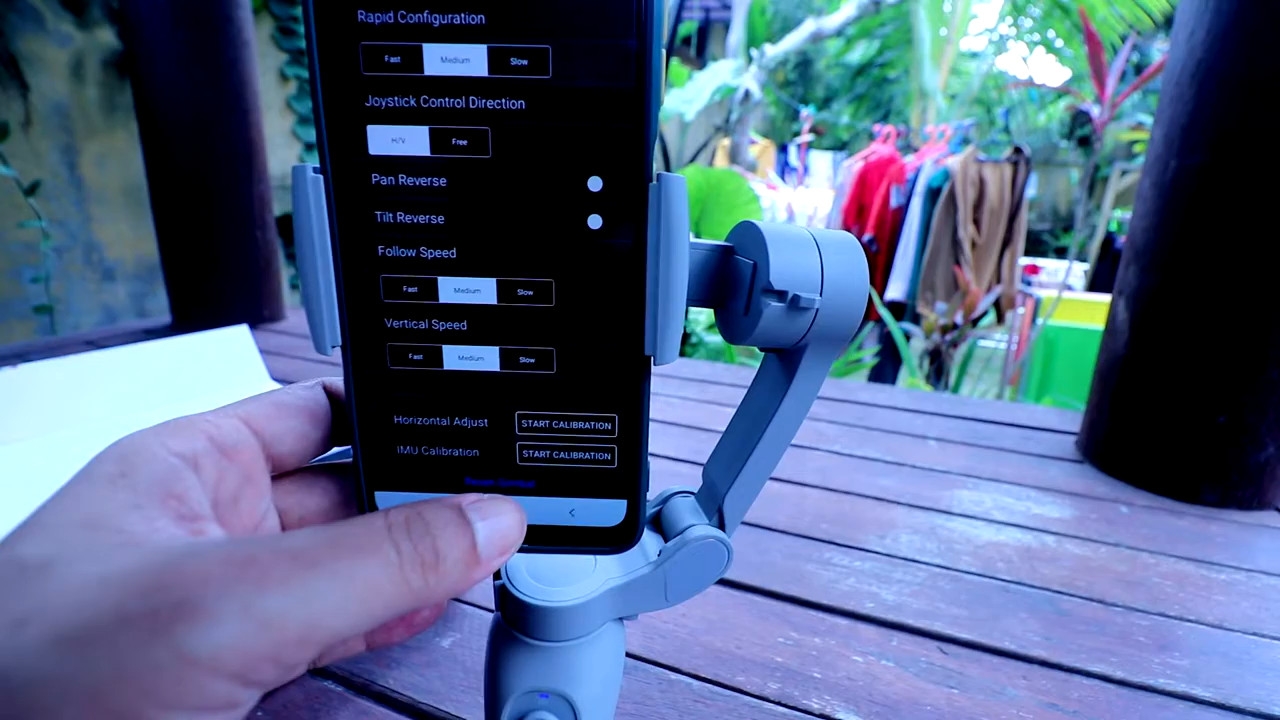 Rapid Configuration
Fast Medium Slow
Joystick Control Direction
H/V Free
Pan Reverse
Tilt Reverse
Follow Speed
Fast Medium Slow
Vertical Speed
Fast Medium Slow
Horizontal Adjust START CALIBRATION
IMU Calibration START CALIBRATION